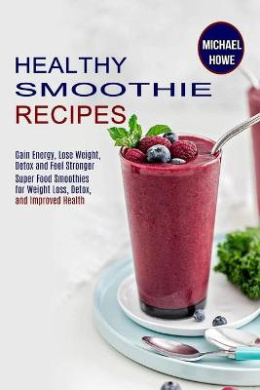 MICHAEL
HOWE
HEALTHY
SMOOTHIE
RECIPES
Gain Energy, Lose Weight,
Detox and Feel Stronger
Super Food Smoothies
for Weight Loss, Detox,
and Improved Health